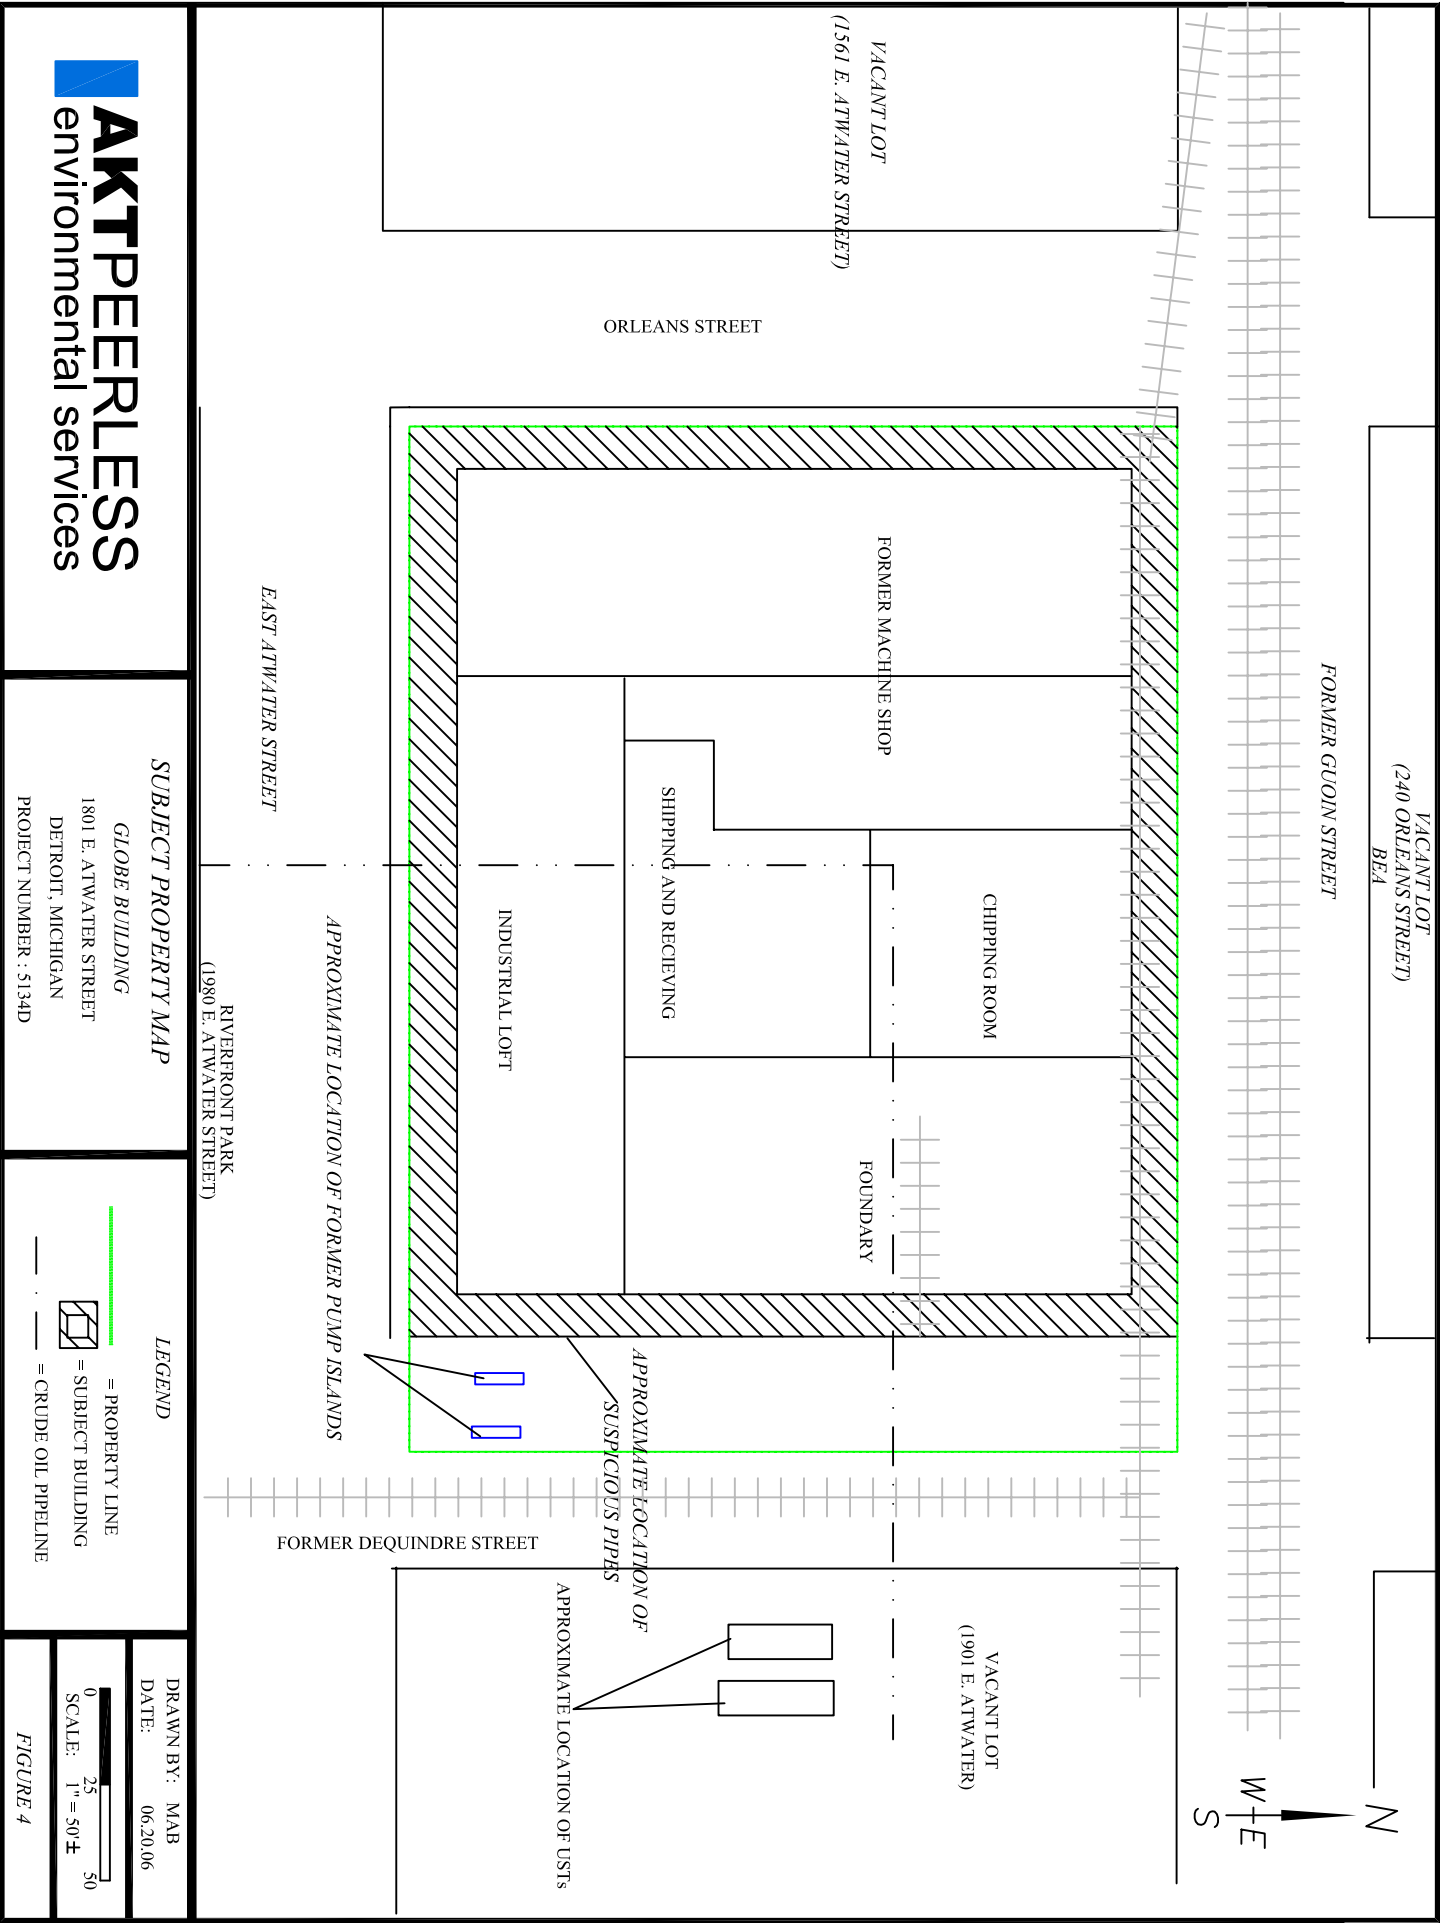 VACANT LOT
(240 ORLEANS STREET)
BEA
FORMER GUOIN STREET
N
W E
S
VACANT LOT
(1561 E. ATWATER STREET)
ORLEANS STREET
FORMER MACHINE SHOP
CHIPPING ROOM
SHIPPING AND RECIEVING
INDUSTRIAL LOFT
FOUNDARY
VACANT LOT
(1901 E. ATWATER)
APPROXIMATE LOCATION OF
SUSPICIOUS PIPES
APPROXIMATE LOCATION OF USTs
FORMER DEQUINDRE STREET
APPROXIMATE LOCATION OF FORMER PUMP ISLANDS
EAST ATWATER STREET
RIVERFRONT PARK
(1980 E. ATWATER STREET)
AKTPEERLESS
environmental services
SUBJECT PROPERTY MAP
GLOBE BUILDING
1801 E. ATWATER STREET
DETROIT, MICHIGAN
PROJECT NUMBER : 5134D
LEGEND
= PROPERTY LINE
= SUBJECT BUILDING
= CRUDE OIL PIPELINE
DRAWN BY: MAB
DATE: 06.20.06
0 25 50
SCALE: 1" = 50'±
FIGURE 4